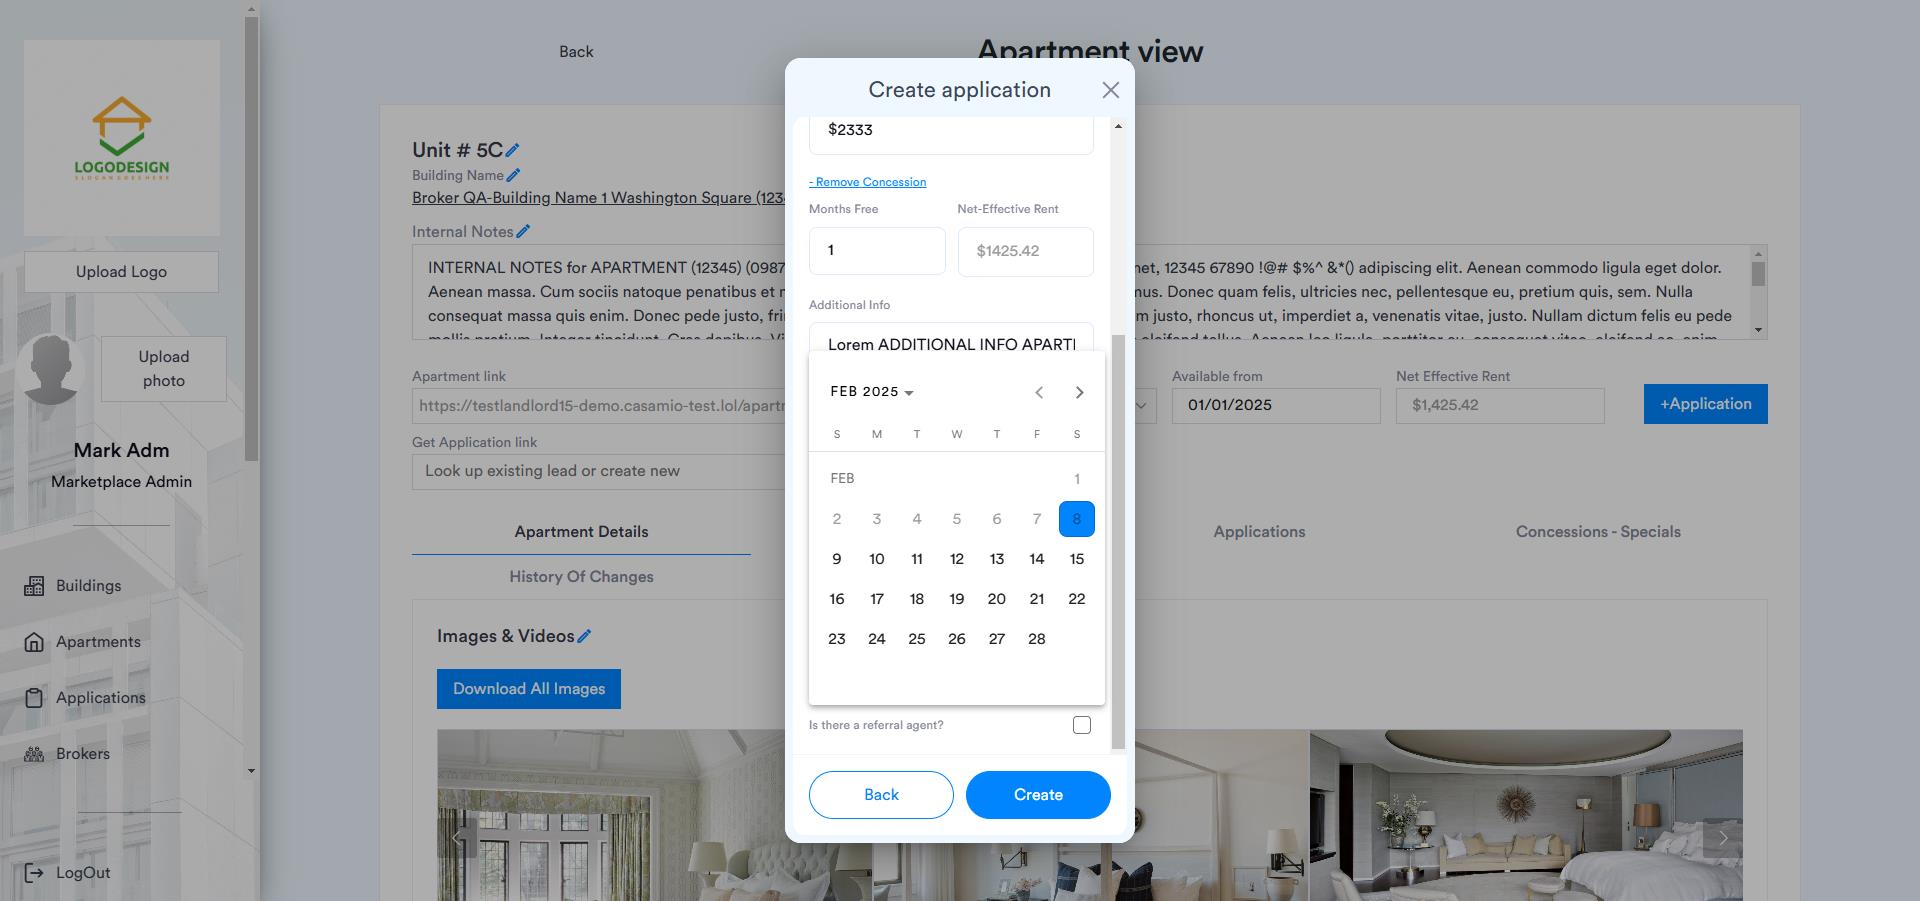 LOGODESIGN
SLOGAN GOES HERE
Upload Logo
Upload photo
Mark Adm
Marketplace Admin
Buildings
Apartments
Applications
Brokers
LogOut
Back
Apartment view
Unit # 5C
Building Name
Broker QA-Building Name 1 Washington Square (123
Internal Notes
INTERNAL NOTES for APARTMENT (12345) (0987
net, 12345 67890 !@# $%^ &*() adipiscing elit. Aenean commodo ligula eget dolor.
Aenean massa. Cum sociis natoque penatibus et
mus. Donec quam felis, ultricies nec, pellentesque eu, pretium quis, sem. Nulla
consequat massa quis enim. Donec pede justo, frin
m justo, rhoncus ut, imperdiet a, venenatis vitae, justo. Nullam dictum felis eu pede
Apartment link
https://testlandlord15-demo.casamio-test.lol/apartm
Available from
01/01/2025
Net Effective Rent
$1,425.42
+Application
Get Application link
Look up existing lead or create new
Apartment Details
Applications
Concessions - Specials
History Of Changes
Images & Videos
Download All Images
Create application
$2333
- Remove Concession
Months Free
Net-Effective Rent
1
$1425.42
Additional Info
Lorem ADDITIONAL INFO APARTI
FEB 2025
S M T W T F S
FEB 1
2 3 4 5 6 7 8
9 10 11 12 13 14 15
16 17 18 19 20 21 22
23 24 25 26 27 28
Is there a referral agent?
Back
Create